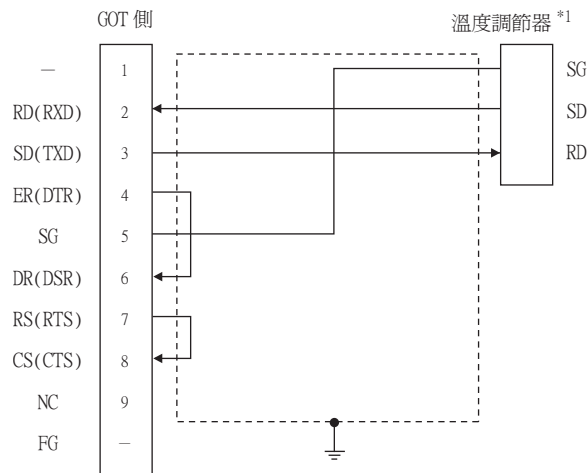 GOT 側
溫度調節器 *1
— 1 SG
RD(RXD) 2 SD
SD(TXD) 3 RD
ER(DTR) 4
SG 5
DR(DSR) 6
RS(RTS) 7
CS(CTS) 8
NC 9
FG —